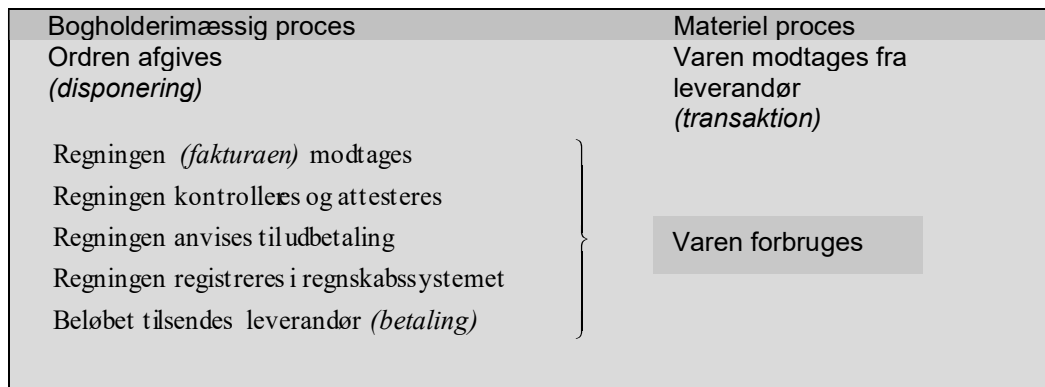 Bogholderimæssig proces
Materiel proces
Ordren afgives
(disponering)
Varen modtages fra
leverandør
(transaktion)
Regningen (fakturaen) modtages
Regningen kontrolleres og attesteres
Regningen anvises til udbetaling
Regningen registreres i regnskabssystemet
Beløbet tilsendes leverandør (betaling)
Varen forbruges